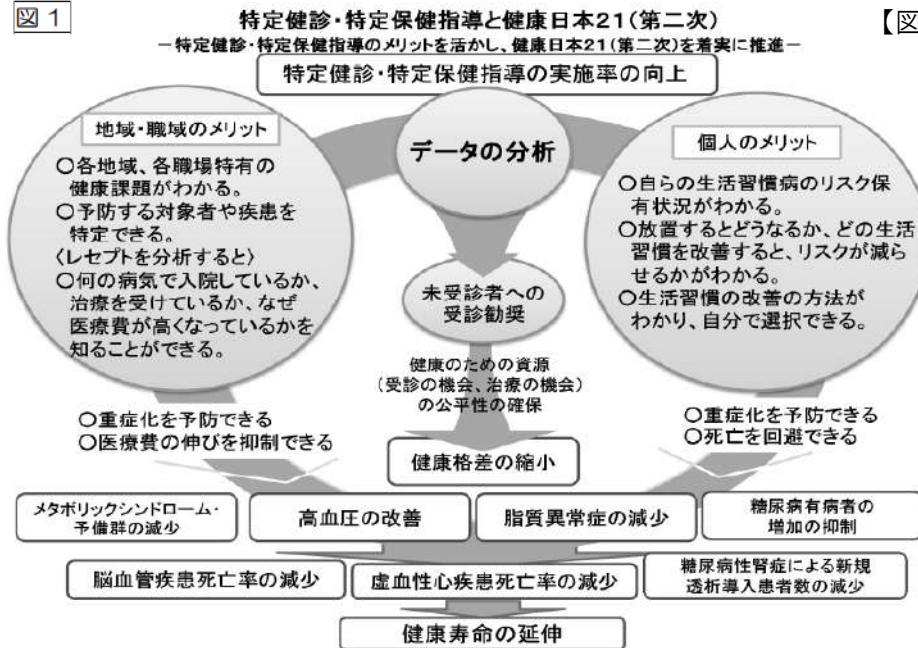 図1
特定健診・特定保健指導と健康日本21(第二次)
【図
－特定健診・特定保健指導のメリットを活かし、健康日本21(第二次)を着実に推進－
特定健診・特定保健指導の実施率の向上
地域・職域のメリット
○各地域、各職場特有の
健康課題がわかる。
○予防する対象者や疾患を
特定できる。
〈レセプトを分析すると〉
○何の病気で入院しているか、
治療を受けているか、なぜ
医療費が高くなっているかを
知ることができる。
データの分析
未受診者への
受診勧奨
健康のための資源
(受診の機会、治療の機会)
の公平性の確保
個人のメリット
○自らの生活習慣病のリスク保
有状況がわかる。
○放置するとどうなるか、どの生活
習慣を改善すると、リスクが減ら
せるかがわかる。
○生活習慣の改善の方法が
わかり、自分で選択できる。
○重症化を予防できる
○医療費の伸びを抑制できる
健康格差の縮小
○重症化を予防できる
○死亡を回避できる
メタボリックシンドローム・
予備群の減少
高血圧の改善
脂質異常症の減少
糖尿病有病者の
増加の抑制
脳血管疾患死亡率の減少
虚血性心疾患死亡率の減少
糖尿病性腎症による新規
透析導入患者数の減少
健康寿命の延伸